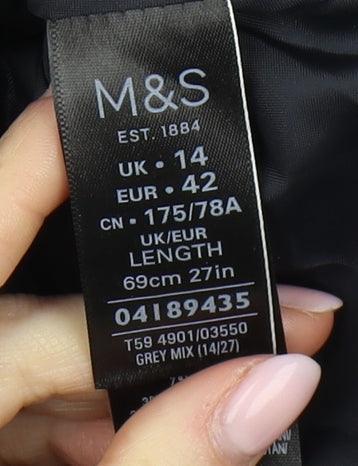 M&S
EST. 1884
UK • 14
EUR • 42
CN • 175/78A
UK/EUR
LENGTH
69cm 27in
04189435
T59 4901/03550
GREY MIX (14/27)